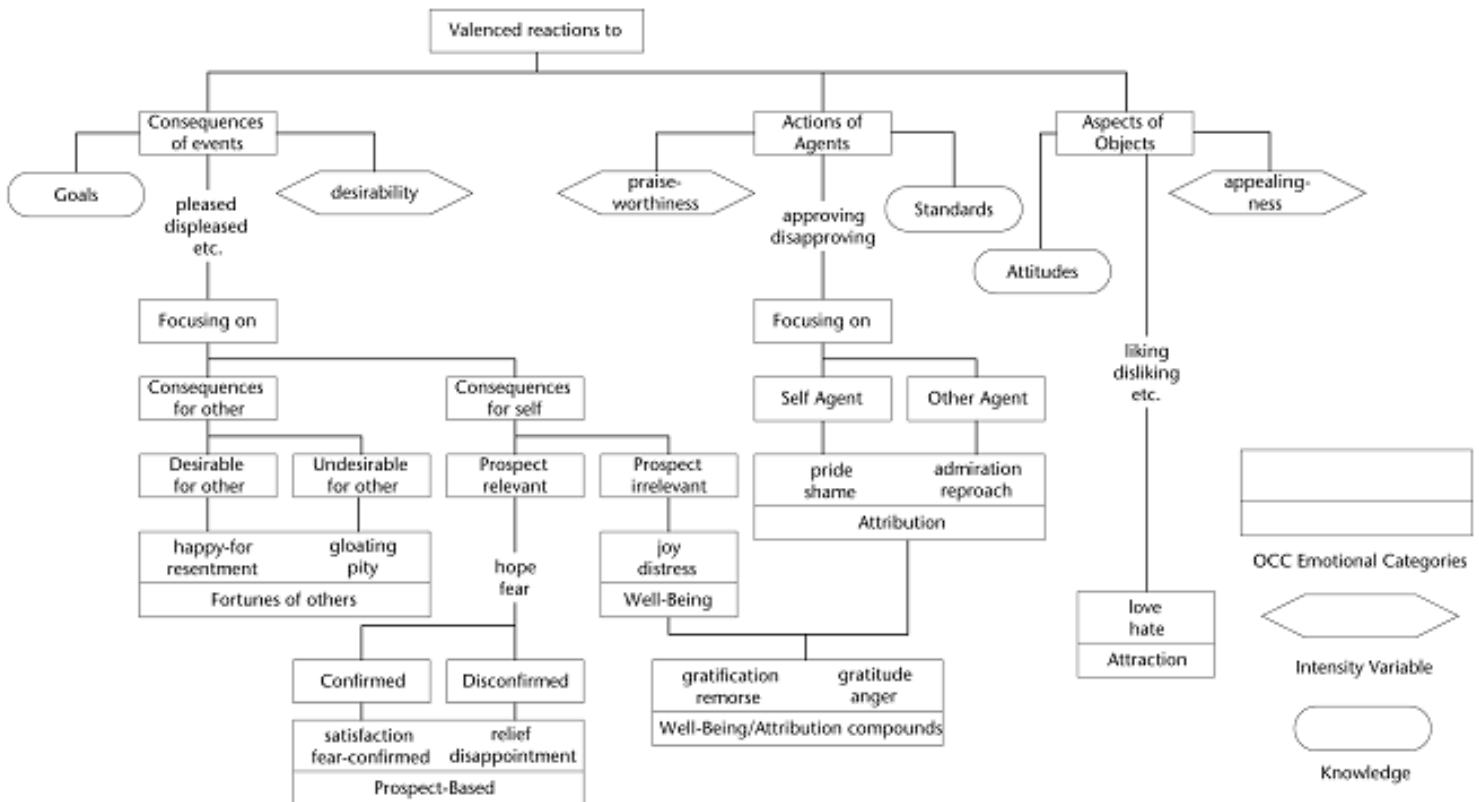 Valenced reactions to
Consequences
of events
Actions of
Agents
Aspects of
Objects
Goals
pleased
displeased
etc.
desirability
praise-
worthiness
approving
disapproving
Standards
Attitudes
appealing-
ness
Focusing on
Focusing on
liking
disliking
etc.
Consequences
for other
Consequences
for self
Self Agent
Other Agent
Desirable
for other
Undesirable
for other
Prospect
relevant
Prospect
irrelevant
pride
shame
admiration
reproach
Attribution
happy-for
resentment
gloating
pity
Fortunes of others
hope
fear
joy
distress
Well-Being
love
hate
Attraction
Confirmed
Disconfirmed
satisfaction
fear-confirmed
relief
disappointment
Prospect-Based
gratification
remorse
gratitude
anger
Well-Being/Attribution compounds
OCC Emotional Categories
Intensity Variable
Knowledge